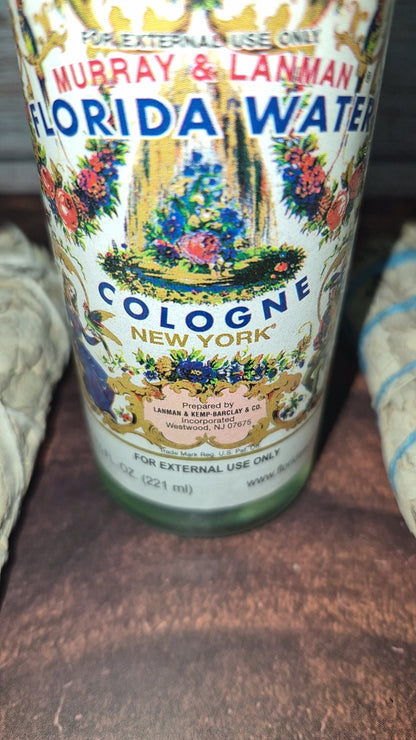 FOR EXTERNAL USE ONLY
MURRAY & LANMAN
FLORIDA WATER
COLOGNE
NEW YORK
Prepared by
LANMAN & KEMP-BARCLAY & CO.
Incorporated
Westwood, NJ 07675
Trade Mark Reg. U.S. Pat. Off.
FOR EXTERNAL USE ONLY
FL. OZ. (221 ml)